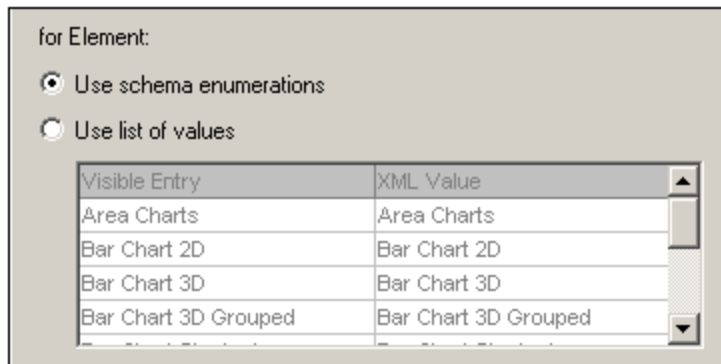 for Element:
Use schema enumerations
Use list of values
Visible Entry XML Value
Area Charts Area Charts
Bar Chart 2D Bar Chart 2D
Bar Chart 3D Bar Chart 3D
Bar Chart 3D Grouped Bar Chart 3D Grouped